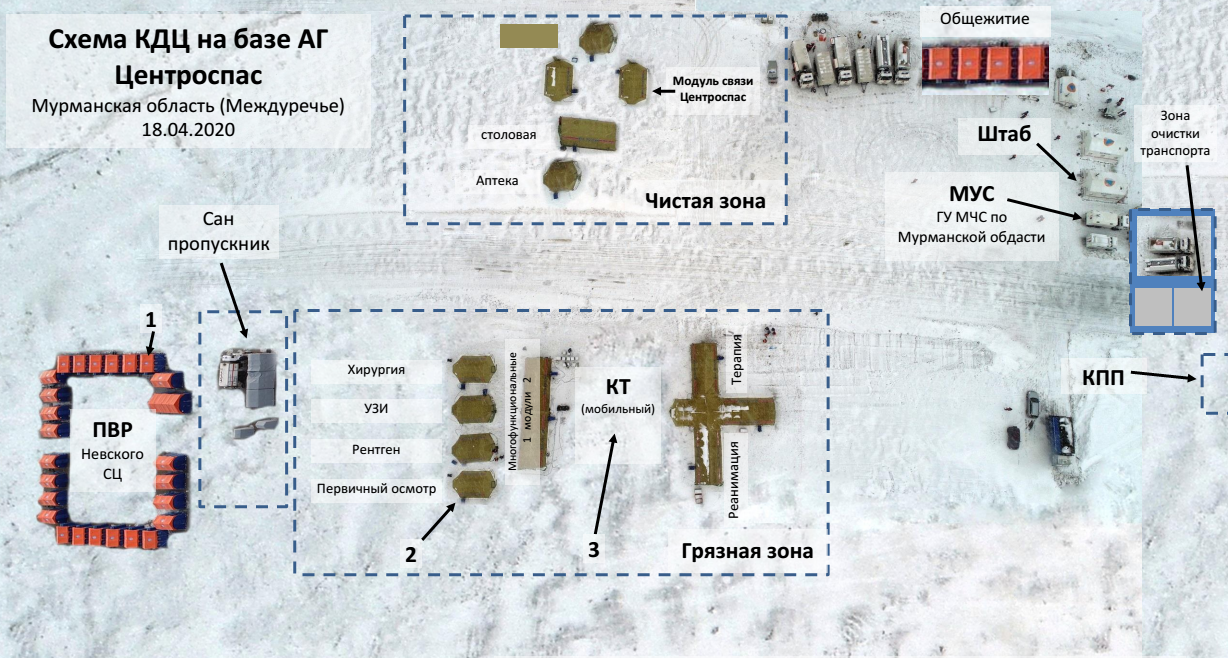 Схема КДЦ на базе АГ
Центроспас
Мурманская область (Междуречье)
18.04.2020
Модуль связи
Центроспас
столовая
Аптека
Чистая зона
Общежитие
Штаб
Зона
очистки
транспорта
МУС
ГУ МЧС по
Мурманской обдасти
Сан
пропускник
1
ПВР
Невского
СЦ
Хирургия
УЗИ
Рентген
Первичный осмотр
Многофункциональные
1 модули 2
КТ
(мобильный)
Терапия
Реанимация
2
3
Грязная зона
КПП